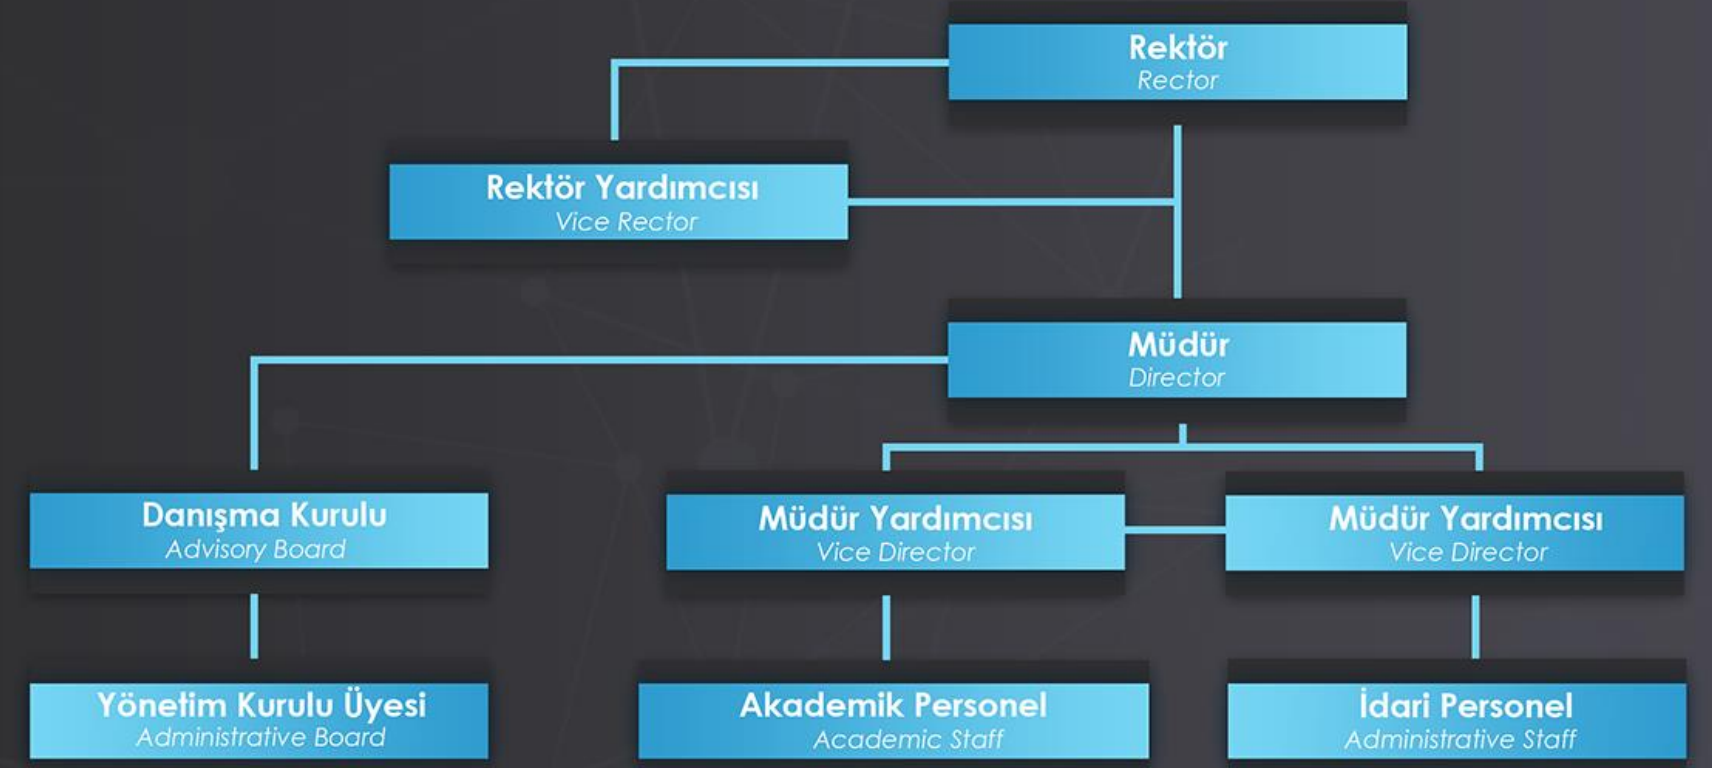 Rektör
Rector
Rektör Yardımcısı
Vice Rector
Müdür
Director
Danışma Kurulu
Advisory Board
Müdür Yardımcısı
Vice Director
Müdür Yardımcısı
Vice Director
Yönetim Kurulu Üyesi
Administrative Board
Akademik Personel
Academic Staff
İdari Personel
Administrative Staff